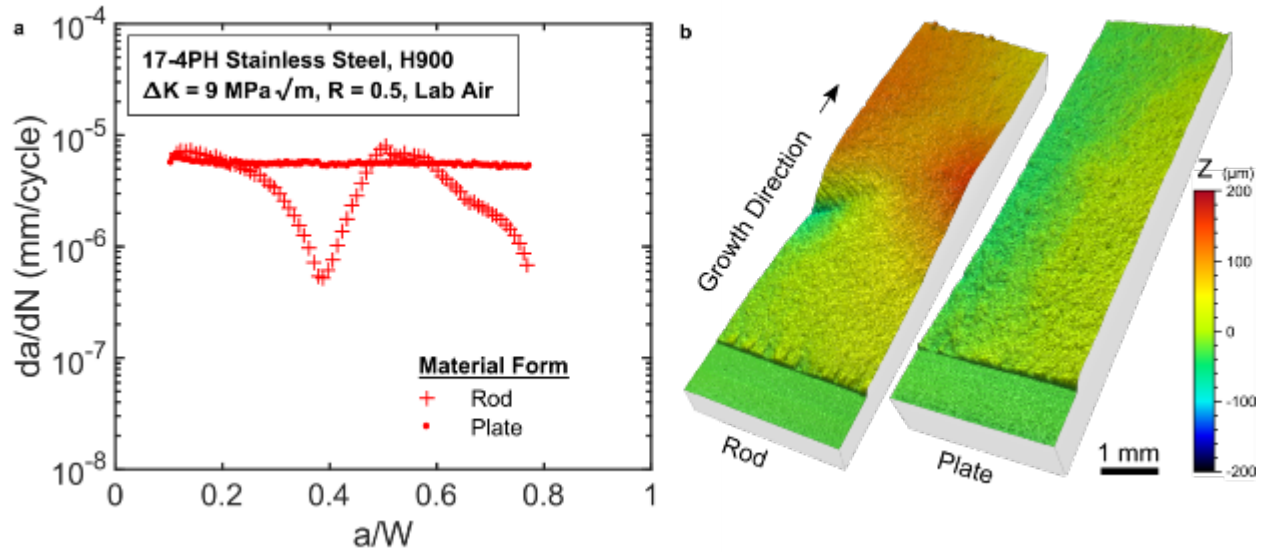 a
17-4PH Stainless Steel, H900
ΔK = 9 MPa √m, R = 0.5, Lab Air
10⁻⁴
10⁻⁵
10⁻⁶
10⁻⁷
10⁻⁸
da/dN (mm/cycle)
Material Form
Rod
Plate
0
0.2
0.4
0.6
0.8
1
a/W
b
Growth Direction
Rod
Plate
1 mm
Z (μm)
200
100
0
-100
-200